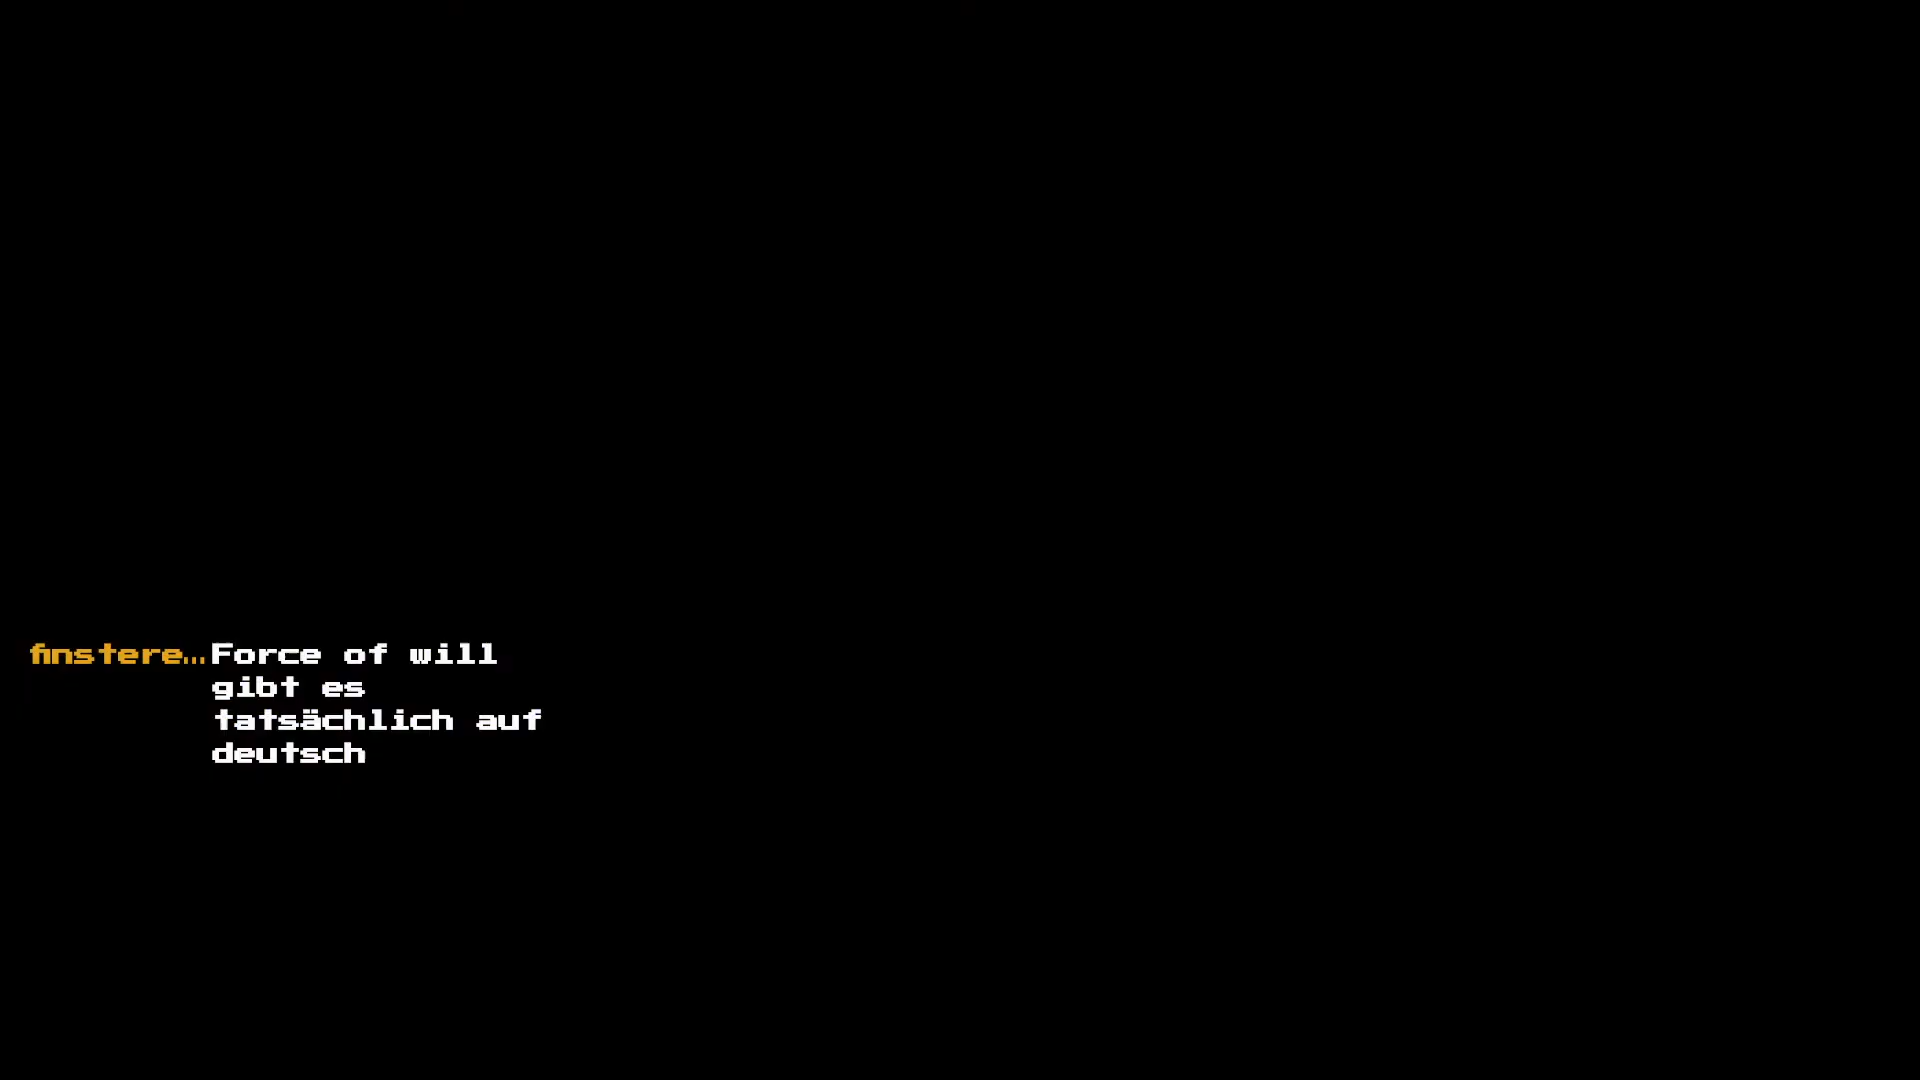 finstere...Force of will
gibt es
tatsächlich auf
deutsch